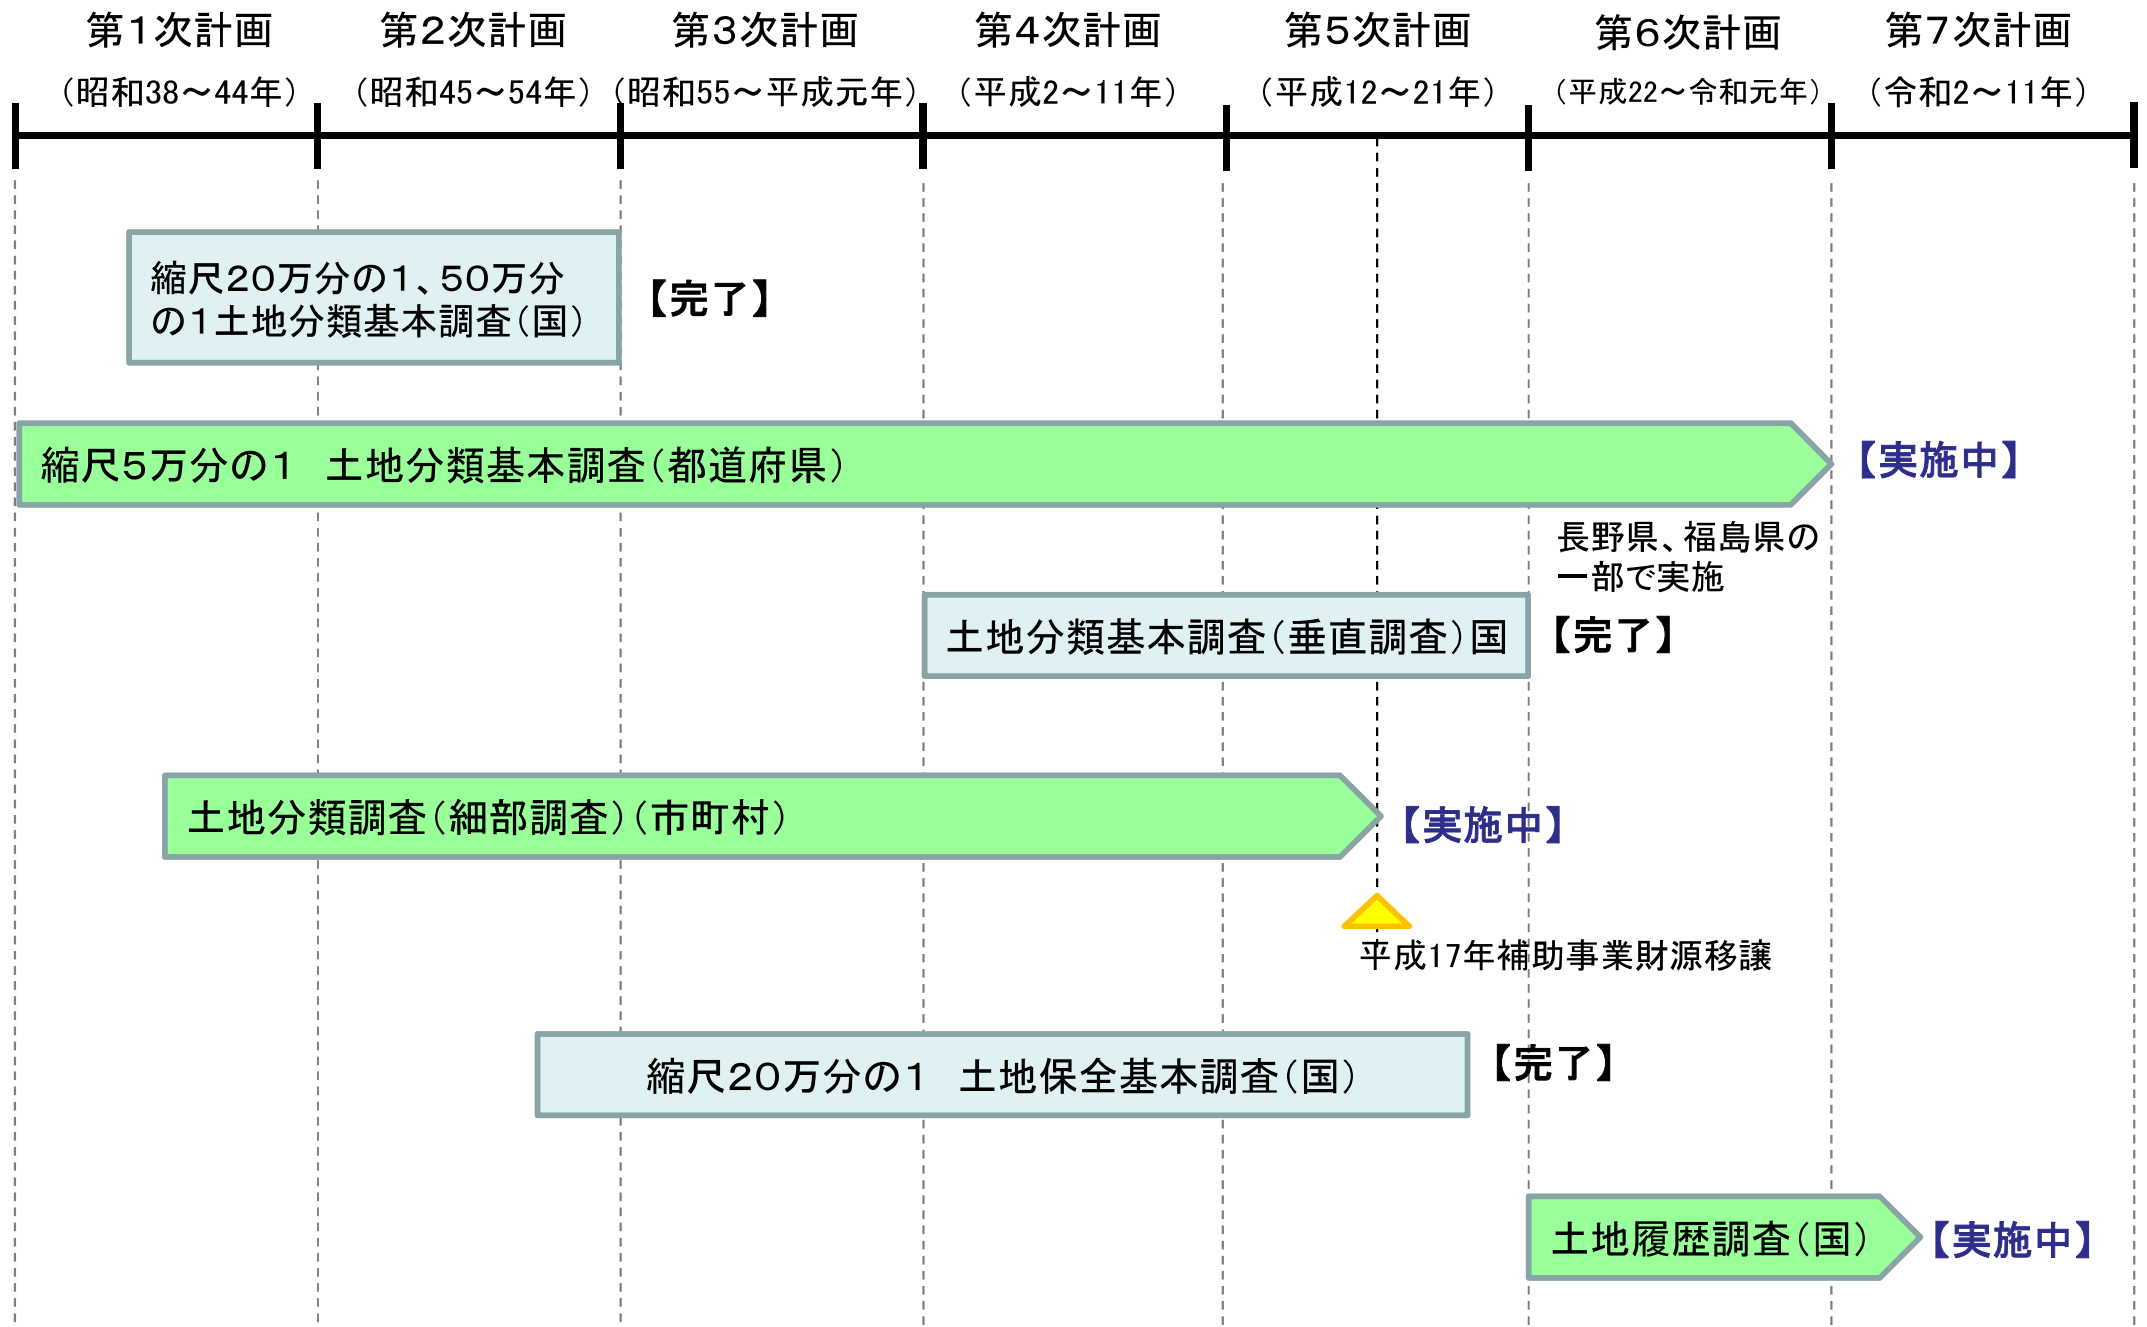 第１次計画
第２次計画
第３次計画
第４次計画
第５次計画
第６次計画
第７次計画
（昭和38～44年）
（昭和45～54年）
（昭和55～平成元年）
（平成2～11年）
（平成12～21年）
（平成22～令和元年）
（令和2～11年）
縮尺２０万分の１、５０万分
の１土地分類基本調査（国）
【完了】
縮尺５万分の１　土地分類基本調査（都道府県）
【実施中】
長野県、福島県の
一部で実施
土地分類基本調査（垂直調査）国
【完了】
土地分類調査（細部調査）（市町村）
【実施中】
平成17年補助事業財源移譲
縮尺２０万分の１　土地保全基本調査（国）
【完了】
土地履歴調査（国）
【実施中】